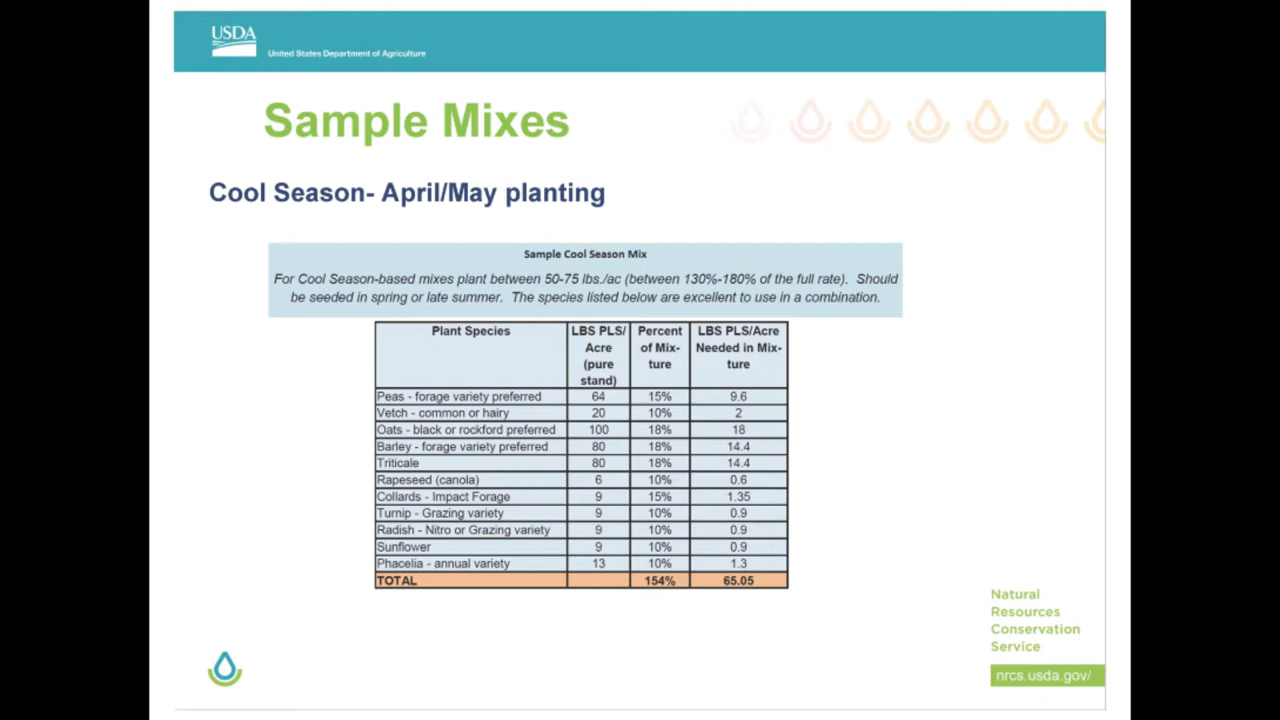 USDA
United States Department of Agriculture
Sample Mixes
Cool Season- April/May planting
Sample Cool Season Mix
For Cool Season-based mixes plant between 50-75 lbs./ac (between 130%-180% of the full rate). Should
be seeded in spring or late summer. The species listed below are excellent to use in a combination.
Plant Species LBS PLS/ Percent LBS PLS/Acre
Acre of Mix- Needed in Mix-
(pure ture ture
stand)
Peas - forage variety preferred 64 15% 9.6
Vetch - common or hairy 20 10% 2
Oats - black or rockford preferred 100 18% 18
Barley - forage variety preferred 80 18% 14.4
Triticale 80 18% 14.4
Rapeseed (canola) 6 10% 0.6
Collards - Impact Forage 9 15% 1.35
Turnip - Grazing variety 9 10% 0.9
Radish - Nitro or Grazing variety 9 10% 0.9
Sunflower 9 10% 0.9
Phacelia - annual variety 13 10% 1.3
TOTAL 154% 65.05
Natural
Resources
Conservation
Service
nrcs.usda.gov/